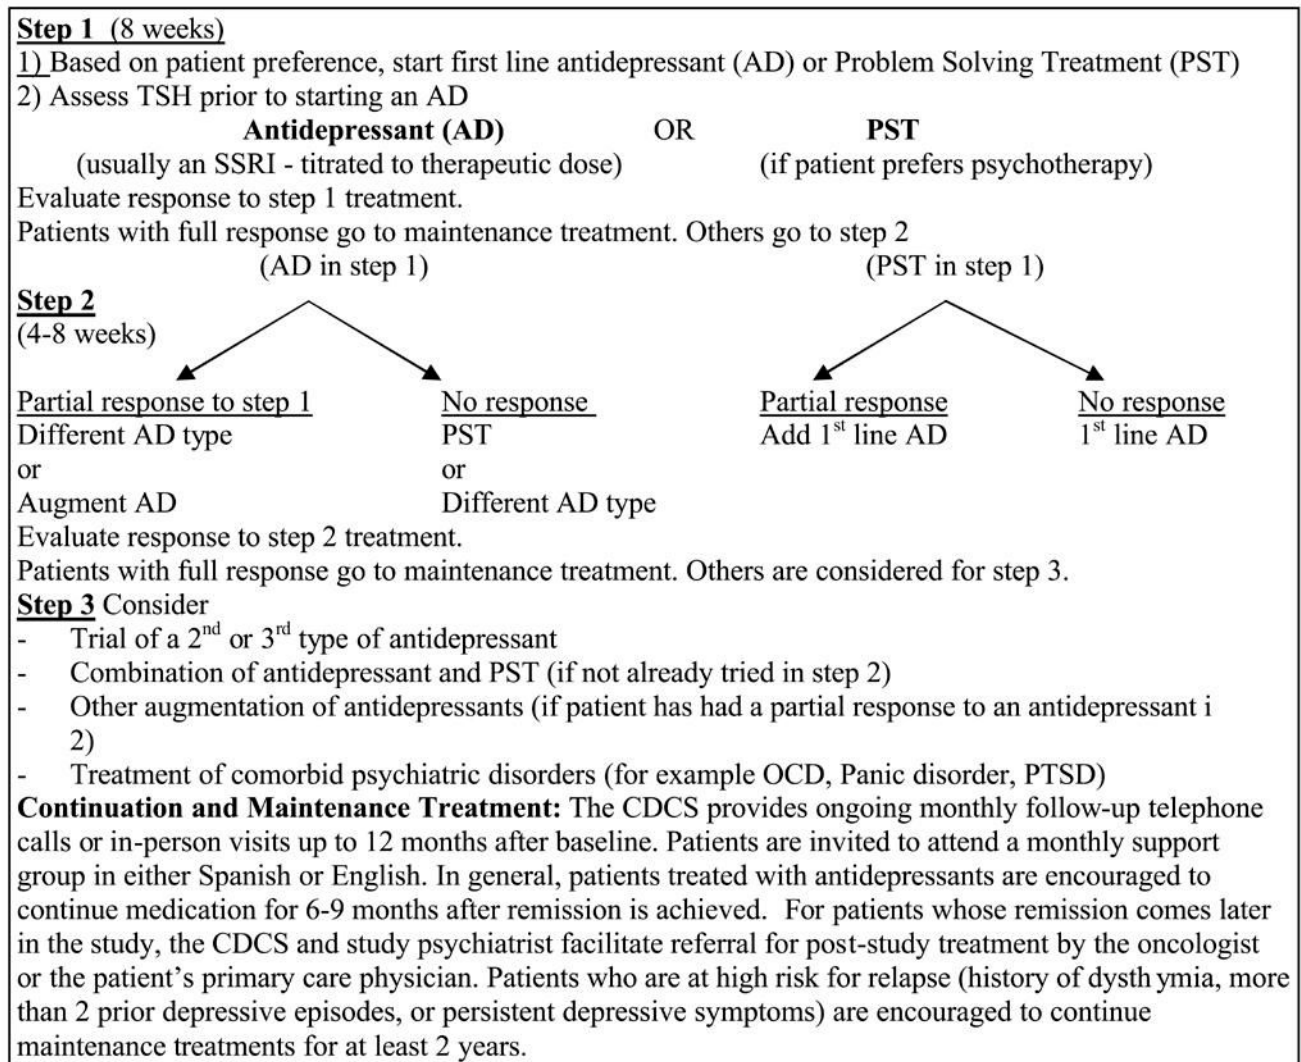 Step 1 (8 weeks)
1) Based on patient preference, start first line antidepressant (AD) or Problem Solving Treatment (PST)
2) Assess TSH prior to starting an AD
Antidepressant (AD) OR PST
(usually an SSRI - titrated to therapeutic dose) (if patient prefers psychotherapy)
Evaluate response to step 1 treatment.
Patients with full response go to maintenance treatment. Others go to step 2
(AD in step 1) (PST in step 1)
Step 2
(4-8 weeks)
Partial response to step 1 No response Partial response No response
Different AD type PST Add 1st line AD 1st line AD
or or
Augment AD Different AD type
Evaluate response to step 2 treatment.
Patients with full response go to maintenance treatment. Others are considered for step 3.
Step 3 Consider
- Trial of a 2nd or 3rd type of antidepressant
- Combination of antidepressant and PST (if not already tried in step 2)
- Other augmentation of antidepressants (if patient has had a partial response to an antidepressant i
2)
- Treatment of comorbid psychiatric disorders (for example OCD, Panic disorder, PTSD)
Continuation and Maintenance Treatment: The CDCS provides ongoing monthly follow-up telephone
calls or in-person visits up to 12 months after baseline. Patients are invited to attend a monthly support
group in either Spanish or English. In general, patients treated with antidepressants are encouraged to
continue medication for 6-9 months after remission is achieved. For patients whose remission comes later
in the study, the CDCS and study psychiatrist facilitate referral for post-study treatment by the oncologist
or the patient's primary care physician. Patients who are at high risk for relapse (history of dysth ymia, more
than 2 prior depressive episodes, or persistent depressive symptoms) are encouraged to continue
maintenance treatments for at least 2 years.